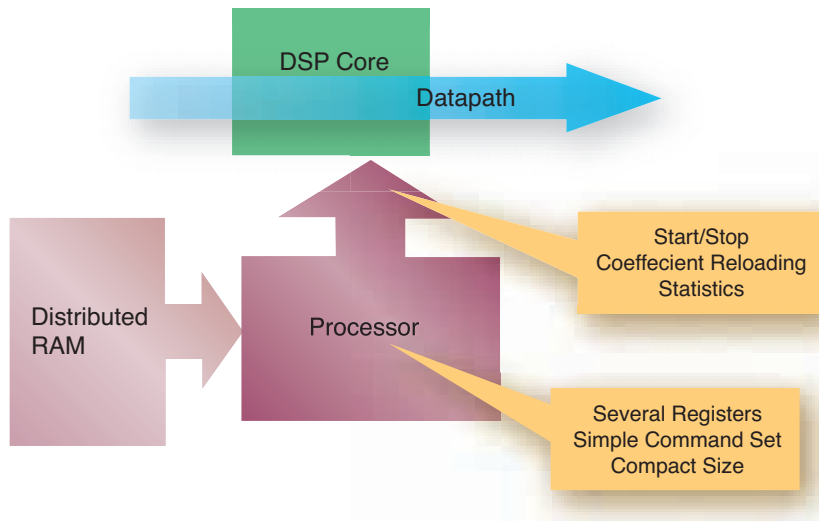 DSP Core
Datapath
Start/Stop
Coeffecient Reloading
Statistics
Distributed
RAM
Processor
Several Registers
Simple Command Set
Compact Size